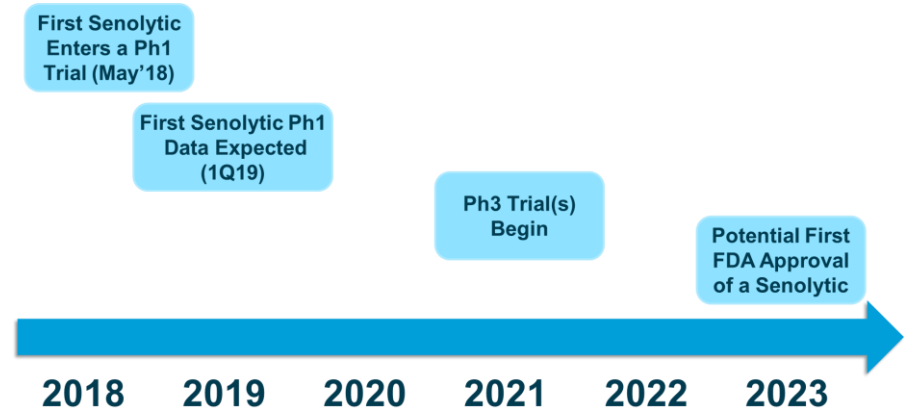 First Senolytic
Enters a Ph1
Trial (May'18)
First Senolytic Ph1
Data Expected
(1Q19)
Ph3 Trial(s)
Begin
Potential First
FDA Approval
of a Senolytic
2018 2019 2020 2021 2022 2023